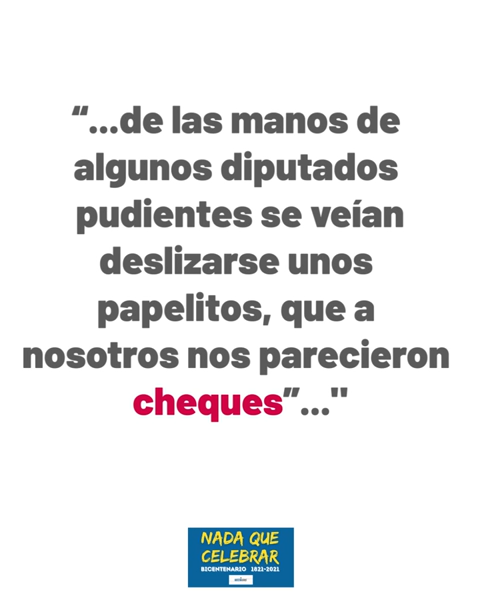 “...de las manos de
algunos diputados
pudientes se veían
deslizarse unos
papelitos, que a
nosotros nos parecieron
cheques”..."
NADA QUE
CELEBRAR
BICENTENARIO 1821-2021